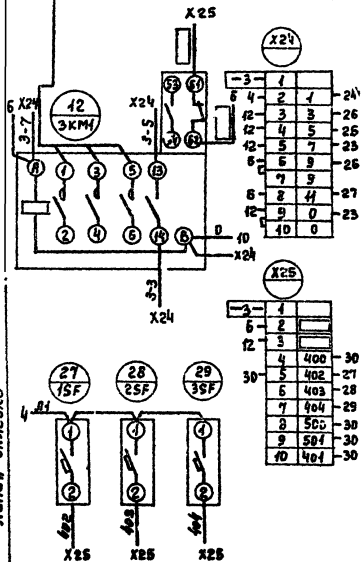 X25
X24
6
X24
3-7
12
3КМ1
X24
3-5
53
61
6
A
1
3
5
13
2
4
6
14
B
0
10
X24
3-3
X24
3 1
4 2 1 24
12 3 3 26
12 4 5 26
12 5 7 23
6 6 9 26
7 9
6 8 11 27
12 9 0 23
10 0
X25
3 1
6 2
12 3
4 400 30
30 5 402 27
6 403 28
7 404 29
8 500 30
9 501 30
10 401 30
27
1SF
28
2SF
29
3SF
4
1
1
1
2
2
2
402
403
404
X25
X25
X25